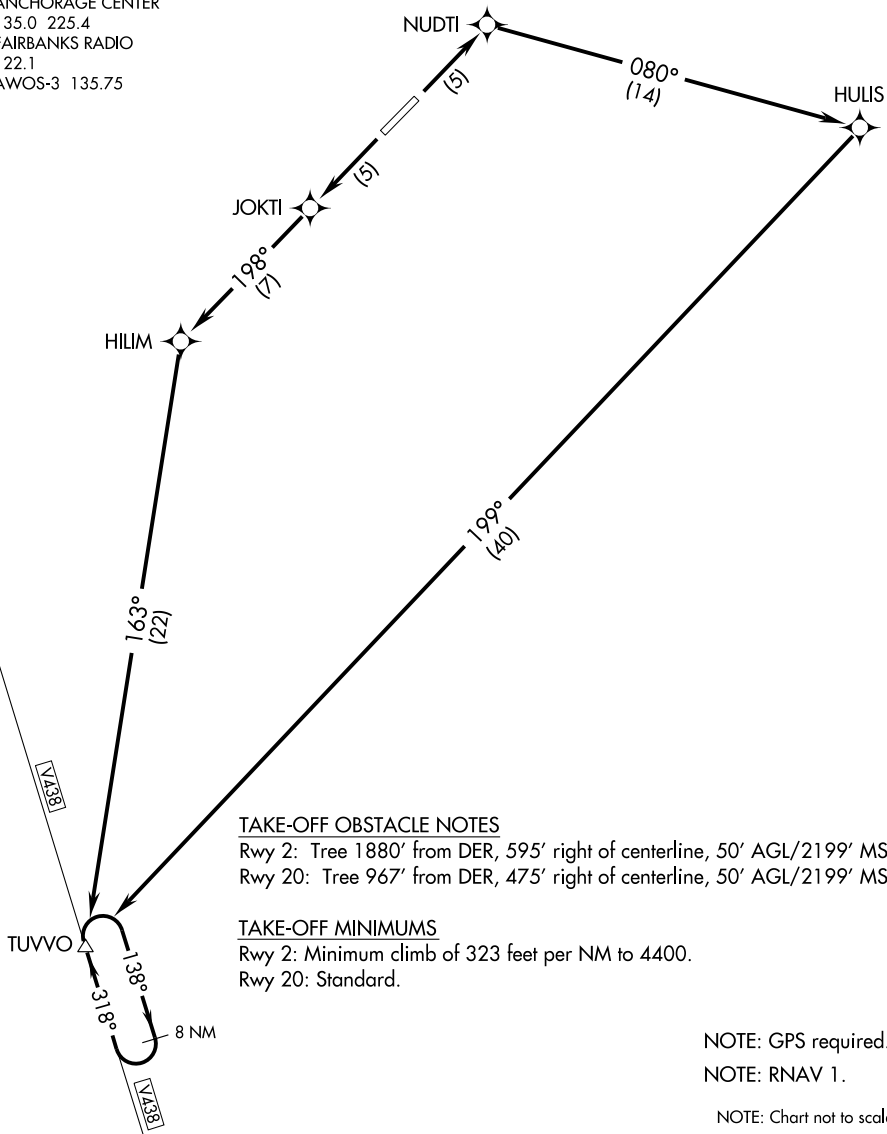 ANCHORAGE CENTER
35.0 225.4
FAIRBANKS RADIO
22.1
AWOS-3 135.75
NUDTI
(5)
080°
(14)
HULIS
(5)
JOKTI
198°
(7)
HILIM
199°
(40)
163°
(22)
V438
TAKE-OFF OBSTACLE NOTES
Rwy 2: Tree 1880' from DER, 595' right of centerline, 50' AGL/2199' MS
Rwy 20: Tree 967' from DER, 475' right of centerline, 50' AGL/2199' MS
TAKE-OFF MINIMUMS
Rwy 2: Minimum climb of 323 feet per NM to 4400.
Rwy 20: Standard.
TUVVO
138°
318°
8 NM
V438
NOTE: GPS required.
NOTE: RNAV 1.
NOTE: Chart not to scale